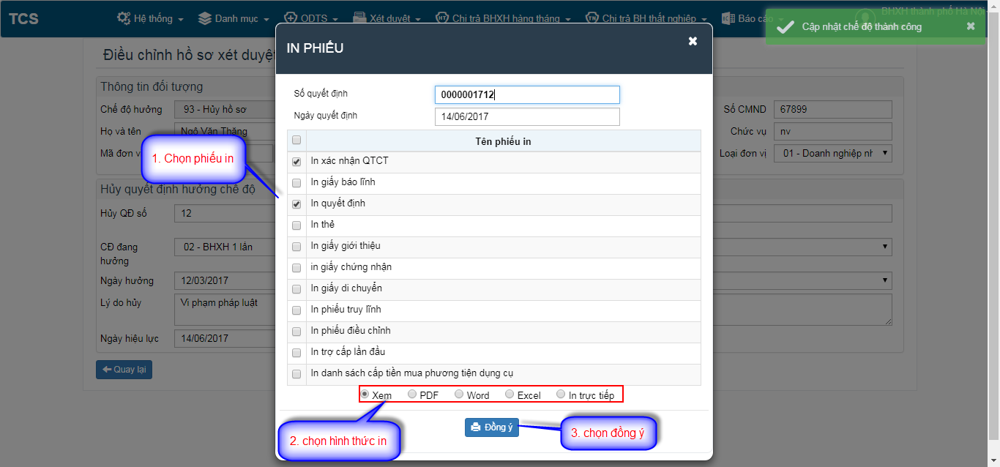 TCS
Hệ thống
Danh mục
ODTS
Xét duyệt
Chi trả BHXH hàng tháng
Chi trả BH thất nghiệp
Báo cáo
BHXH thành phố Hà Nội
Cập nhật chế độ thành công
Điều chỉnh hồ sơ xét duyệt
Thông tin đối tượng
Chế độ hưởng
93 - Hủy hồ sơ
Số CMND
67899
Họ và tên
Ngô Văn Thăng
Chức vụ
nv
Mã đơn v
Loại đơn vị
01 - Doanh nghiệp nh
Hủy quyết định hưởng chế độ
Hủy QĐ số
12
CĐ đang
hưởng
02 - BHXH 1 lần
Ngày hưởng
12/03/2017
Lý do hủy
Vi phạm pháp luật
Ngày hiệu lực
14/06/2017
Quay lại
IN PHIẾU
Số quyết định
0000001712
Ngày quyết định
14/06/2017
Tên phiếu in
In xác nhận QTCT
In giấy báo lĩnh
In quyết định
In thẻ
In giấy giới thiệu
in giấy chứng nhận
In giấy di chuyển
In phiếu truy lĩnh
In phiếu điều chỉnh
In trợ cấp lần đầu
In danh sách cấp tiền mua phương tiện dụng cụ
Xem
PDF
Word
Excel
In trực tiếp
Đồng ý
1. Chọn phiếu in
2. chọn hình thức in
3. chọn đồng ý